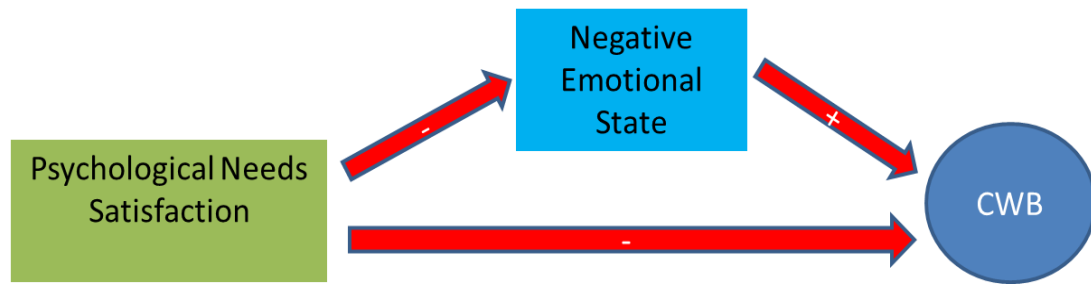 Negative
Emotional
State
-
+
Psychological Needs
Satisfaction
CWB
-